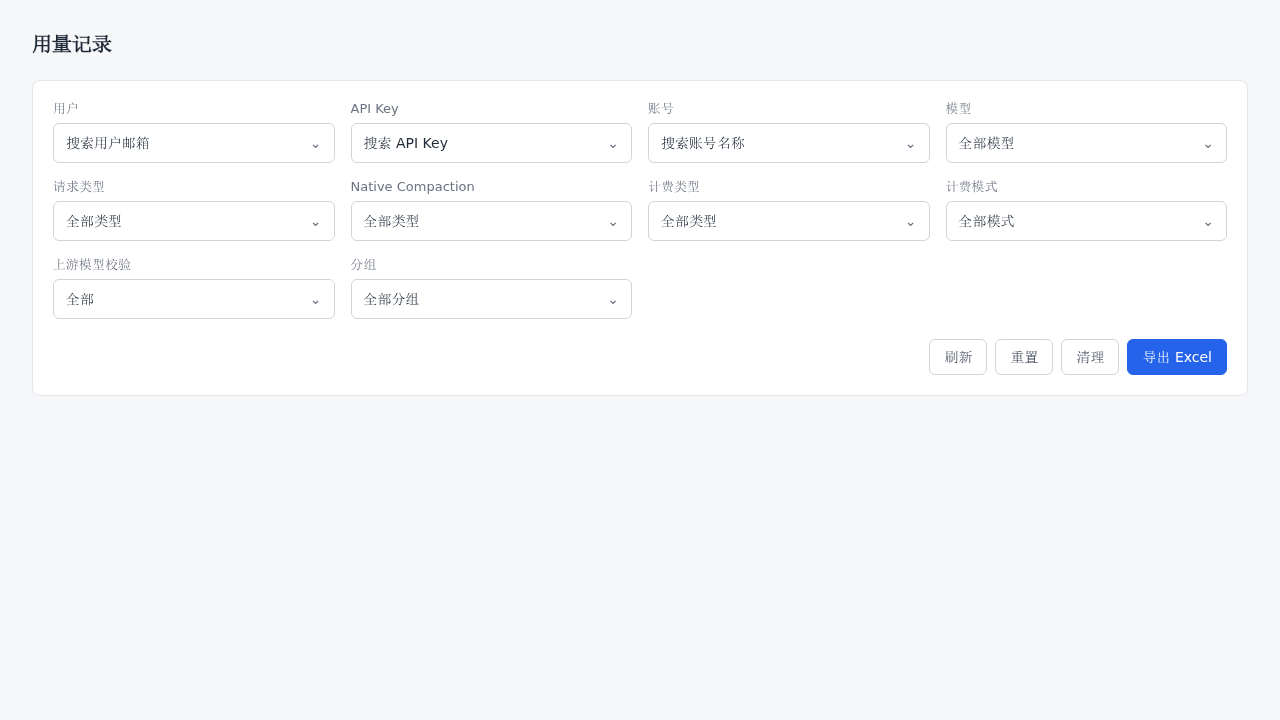 用量记录
用户 API Key 账号 模型
搜索用户邮箱 搜索 API Key 搜索账号名称 全部模型
请求类型 Native Compaction 计费类型 计费模式
全部类型 全部类型 全部类型 全部模式
上游模型校验 分组
全部 全部分组
刷新 重置 清理 导出 Excel